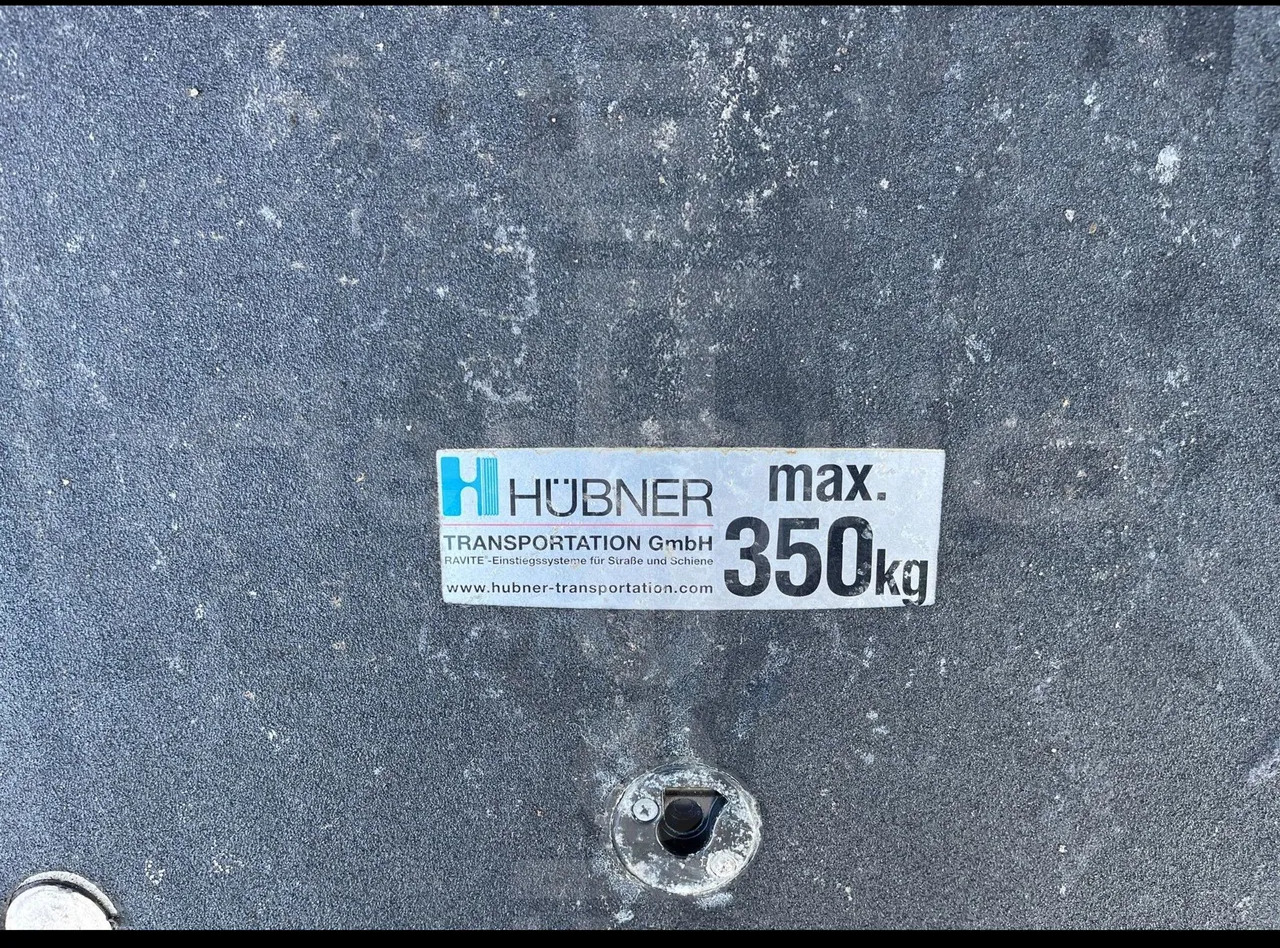 HÜBNER
TRANSPORTATION GmbH
RAVITE®-Einstiegssysteme für Straße und Schiene
www.hubner-transportation.com
max.
350kg